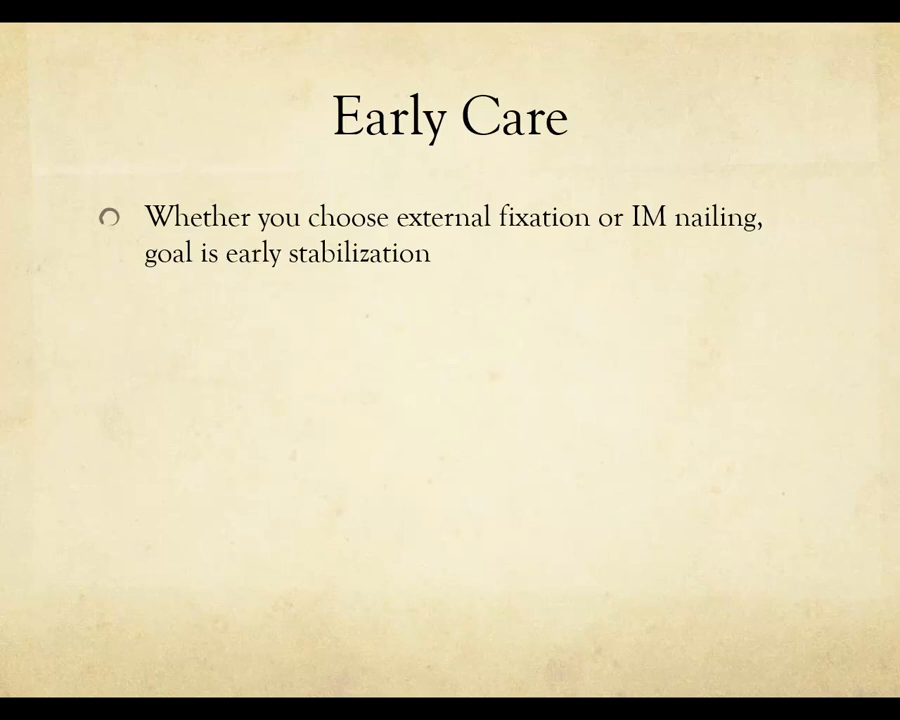 Early Care
Whether you choose external fixation or IM nailing,
goal is early stabilization